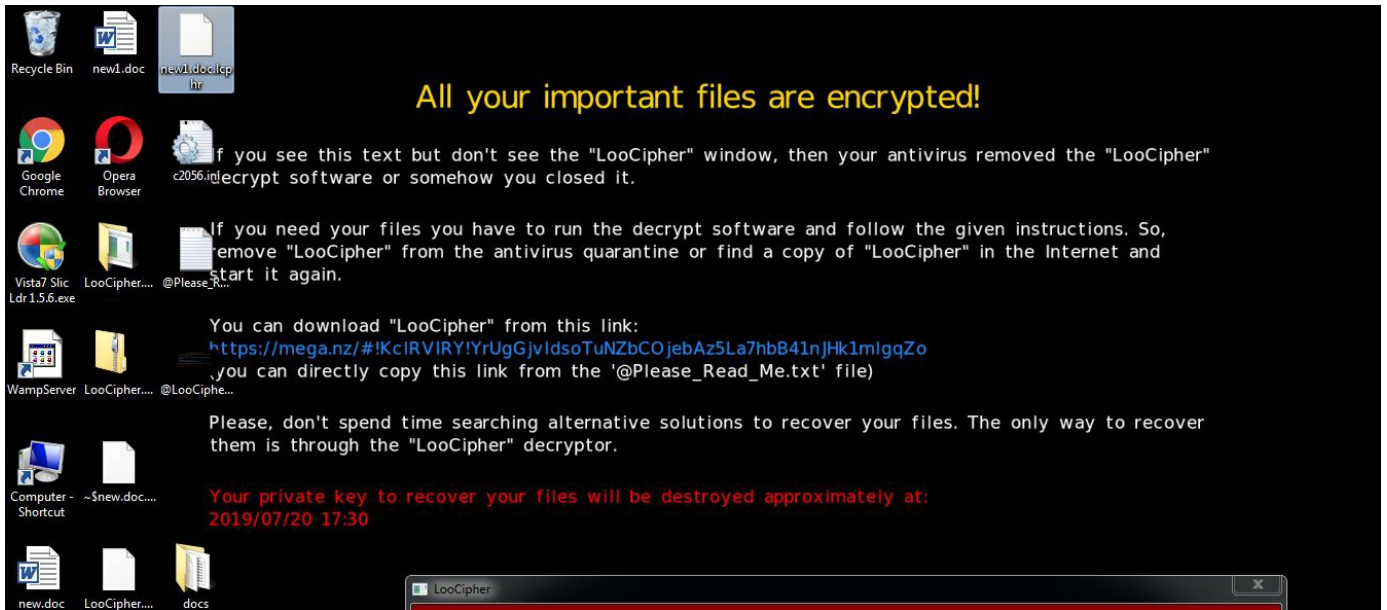 Recycle Bin
new1.doc
new1.doc.lcp
hr
All your important files are encrypted!
Google
Chrome
Opera
Browser
c2056.ini
If you see this text but don't see the "LooCipher" window, then your antivirus removed the "LooCipher"
decrypt software or somehow you closed it.
If you need your files you have to run the decrypt software and follow the given instructions. So,
remove "LooCipher" from the antivirus quarantine or find a copy of "LooCipher" in the Internet and
start it again.
Vista7 Slic
Ldr 1.5.6.exe
LooCipher....
@Please_R...
You can download "LooCipher" from this link:
(you can directly copy this link from the '@Please_Read_Me.txt' file)
WampServer
LooCipher....
@LooCiphe...
Please, don't spend time searching alternative solutions to recover your files. The only way to recover
them is through the "LooCipher" decryptor.
Computer -
Shortcut
~$new.doc....
Your private key to recover your files will be destroyed approximately at:
2019/07/20 17:30
new.doc
LooCipher....
docs
LooCipher